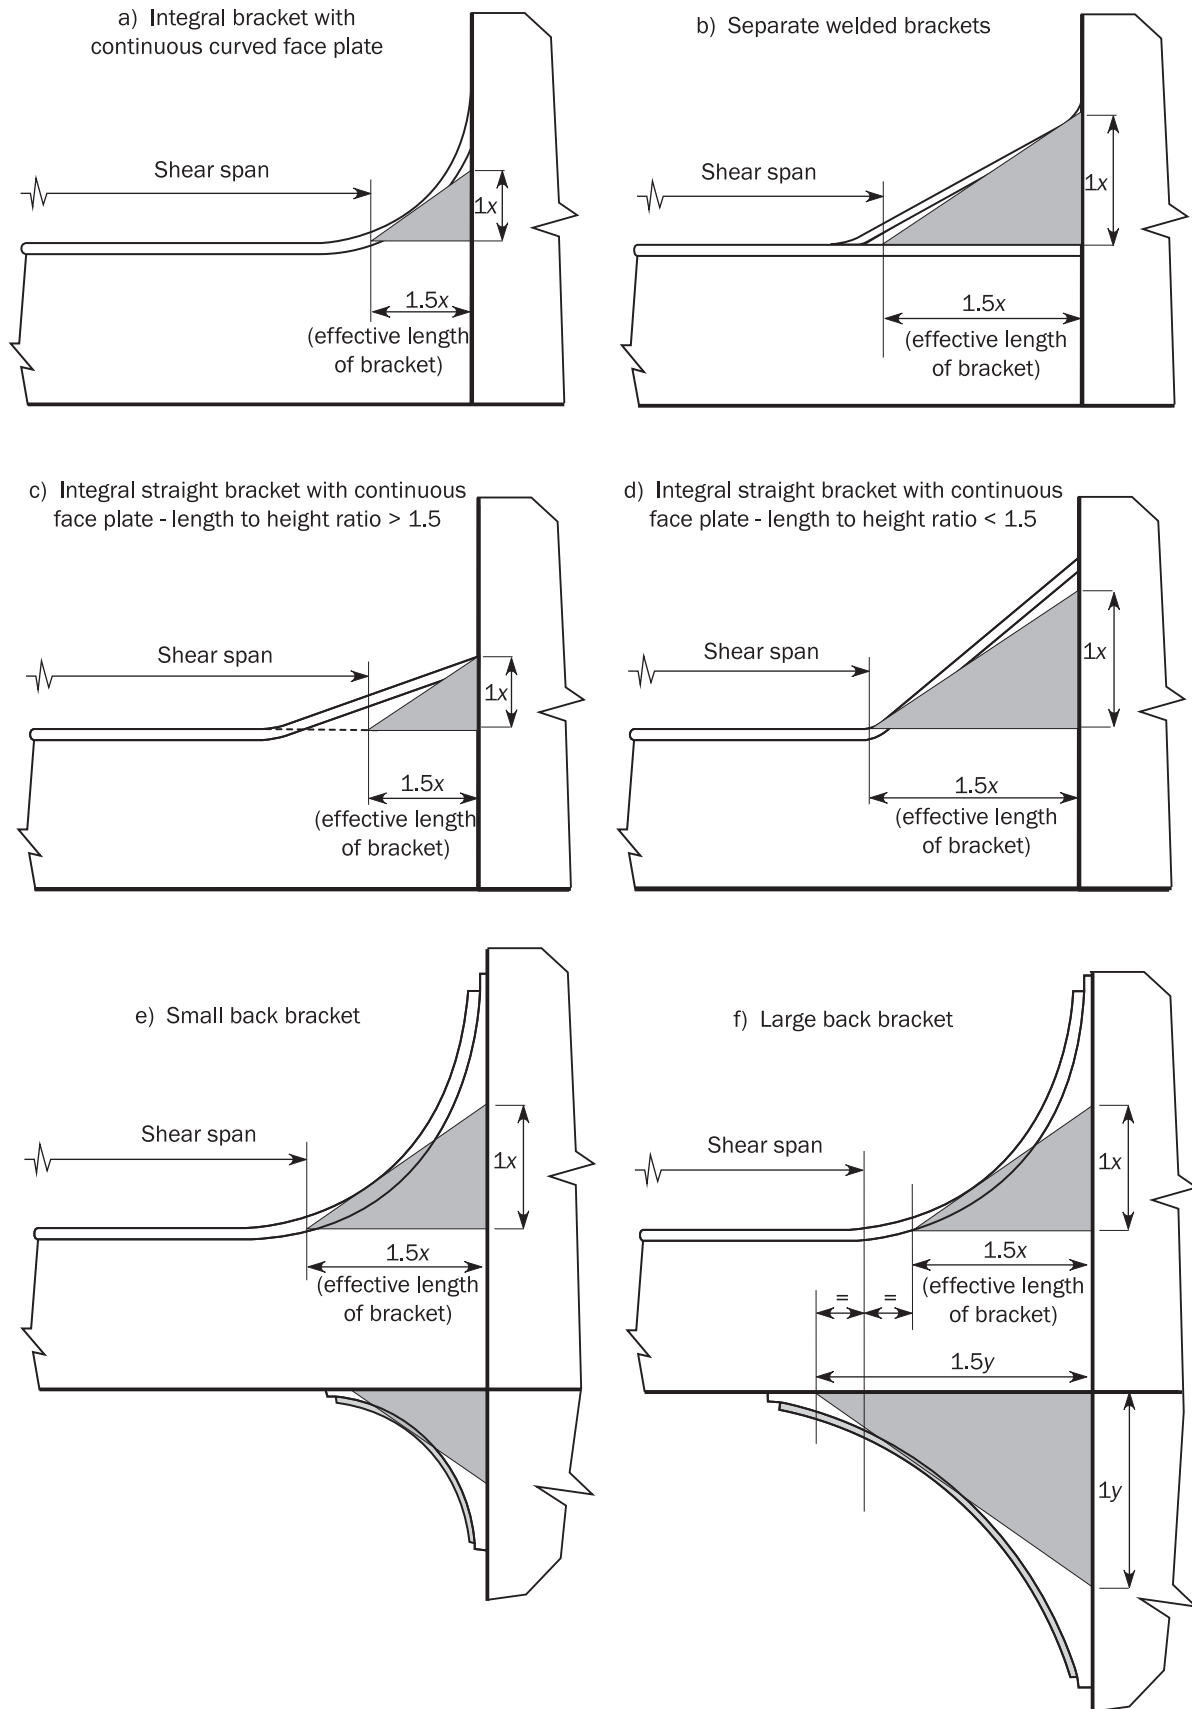 a) Integral bracket with
continuous curved face plate
Shear span
1x
1.5x
(effective length
of bracket)
b) Separate welded brackets
Shear span
1x
1.5x
(effective length
of bracket)
c) Integral straight bracket with continuous
face plate - length to height ratio > 1.5
Shear span
1x
1.5x
(effective length
of bracket)
d) Integral straight bracket with continuous
face plate - length to height ratio < 1.5
Shear span
1x
1.5x
(effective length
of bracket)
e) Small back bracket
Shear span
1x
1.5x
(effective length
of bracket)
f) Large back bracket
Shear span
1x
1.5x
(effective length
of bracket)
= =
1.5y
1y